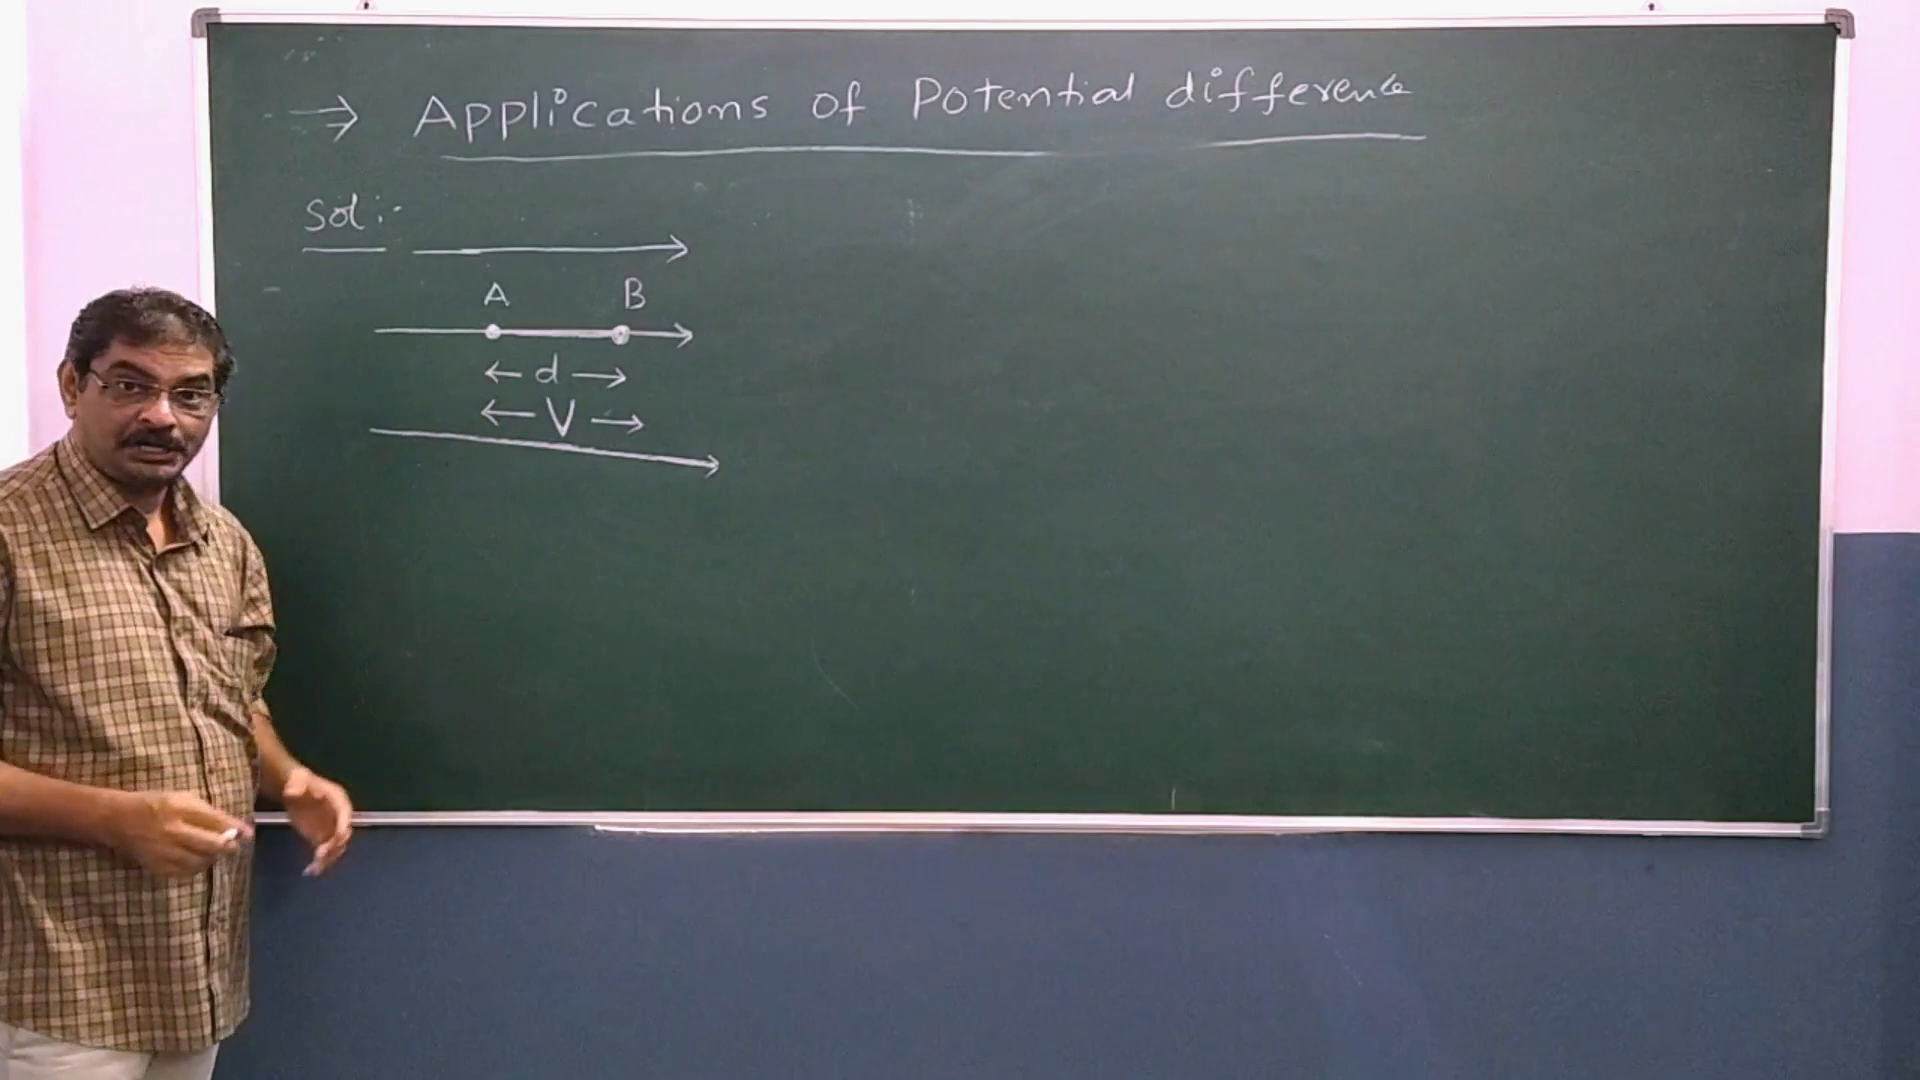 ⇒ Applications of Potential difference
Sol:-
A B
← d →
← V →